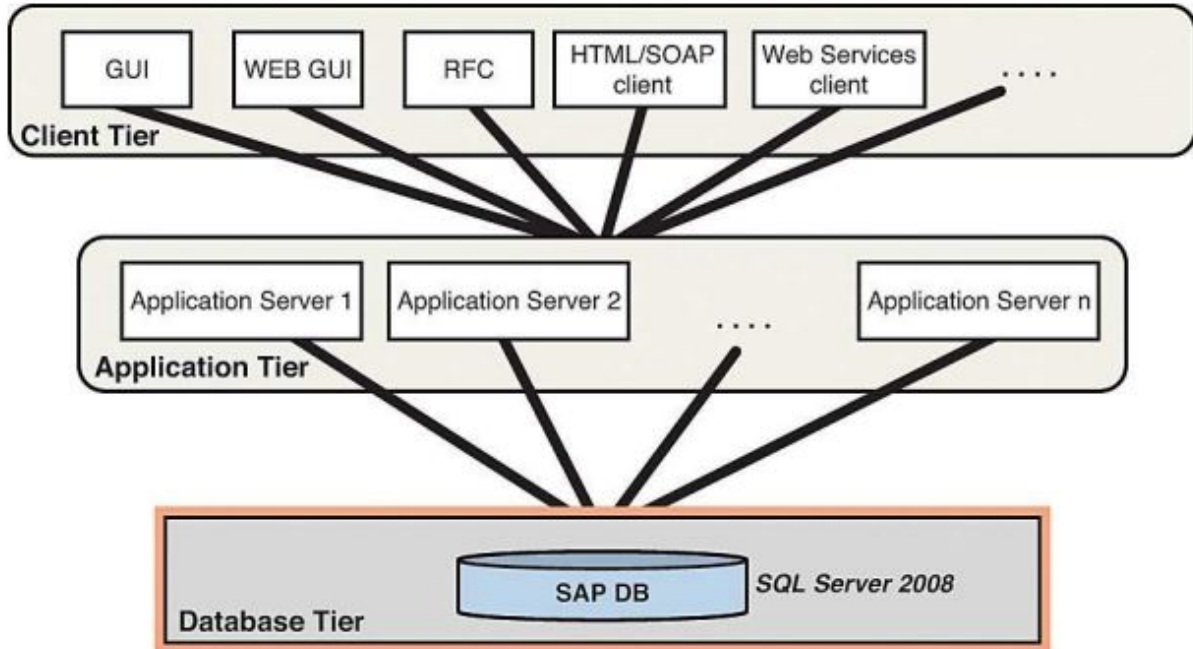 GUI
WEB GUI
RFC
HTML/SOAP
client
Web Services
client
. . . .
Client Tier
Application Server 1
Application Server 2
. . . .
Application Server n
Application Tier
SAP DB
SQL Server 2008
Database Tier